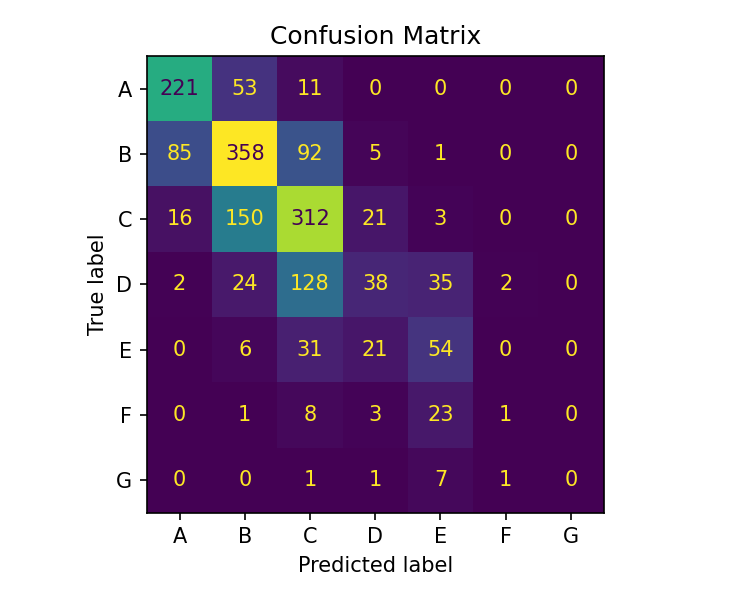 Confusion Matrix
A 221 53 11 0 0 0 0
B 85 358 92 5 1 0 0
C 16 150 312 21 3 0 0
D 2 24 128 38 35 2 0
E 0 6 31 21 54 0 0
F 0 1 8 3 23 1 0
G 0 0 1 1 7 1 0
A B C D E F G
Predicted label
True label